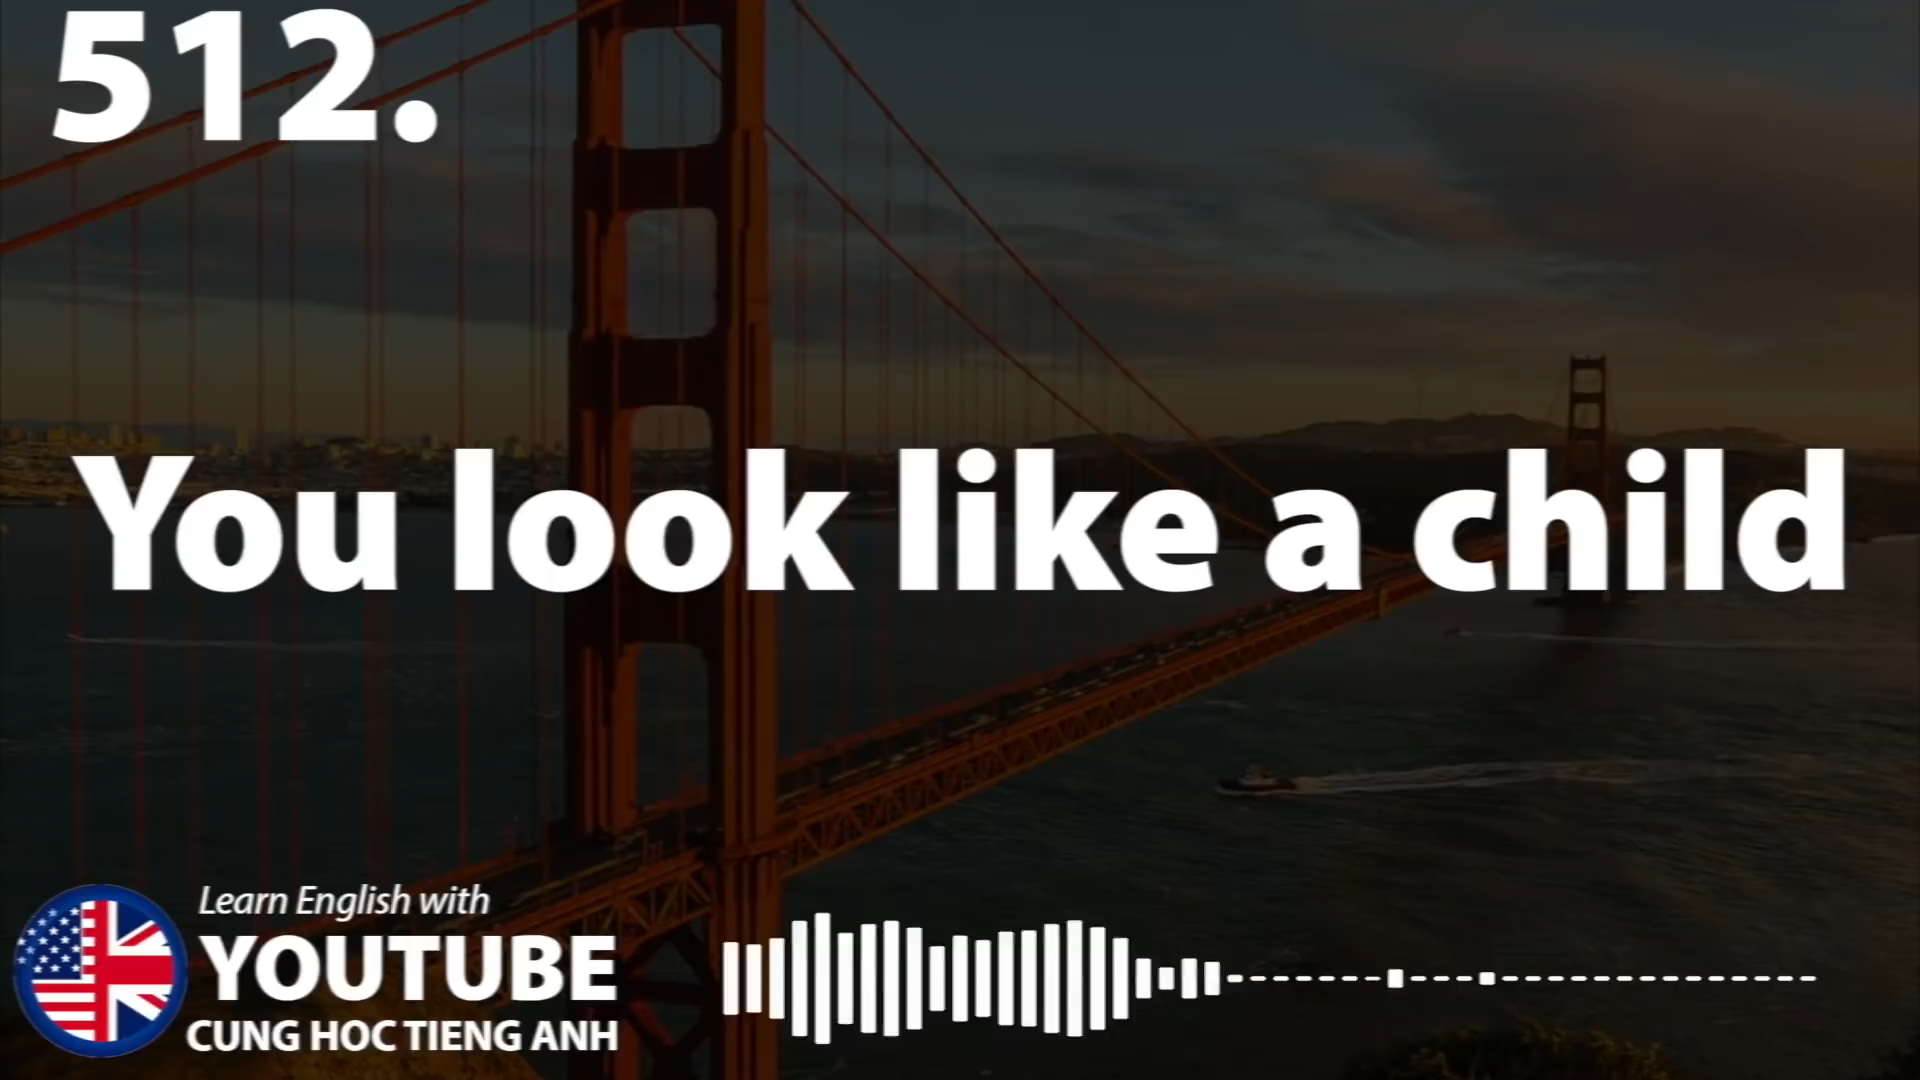 512.
You look like a child
Learn English with
YOUTUBE
CUNG HOC TIENG ANH